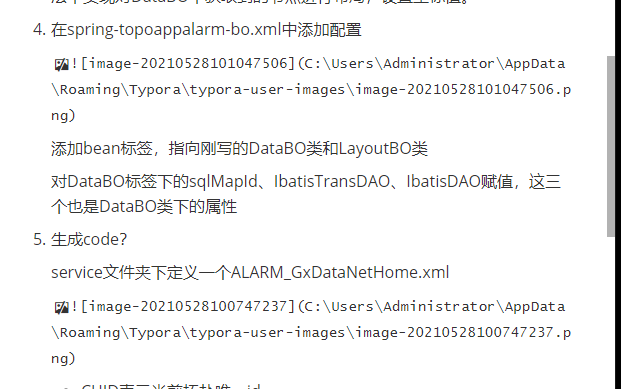 4. 在spring-topoappalarm-bo.xml中添加配置
![image-20210528101047506](C:\Users\Administrator\AppData
\Roaming\Typora\typora-user-images\image-20210528101047506.p
ng)
添加bean标签，指向刚写的DataBO类和LayoutBO类
对DataBO标签下的sqlMapId、IbatisTransDAO、IbatisDAO赋值，这三
个也是DataBO类下的属性
5. 生成code？
service文件夹下定义一个ALARM_GxDataNetHome.xml
![image-20210528100747237](C:\Users\Administrator\AppData
\Roaming\Typora\typora-user-images\image-20210528100747237.p
ng)